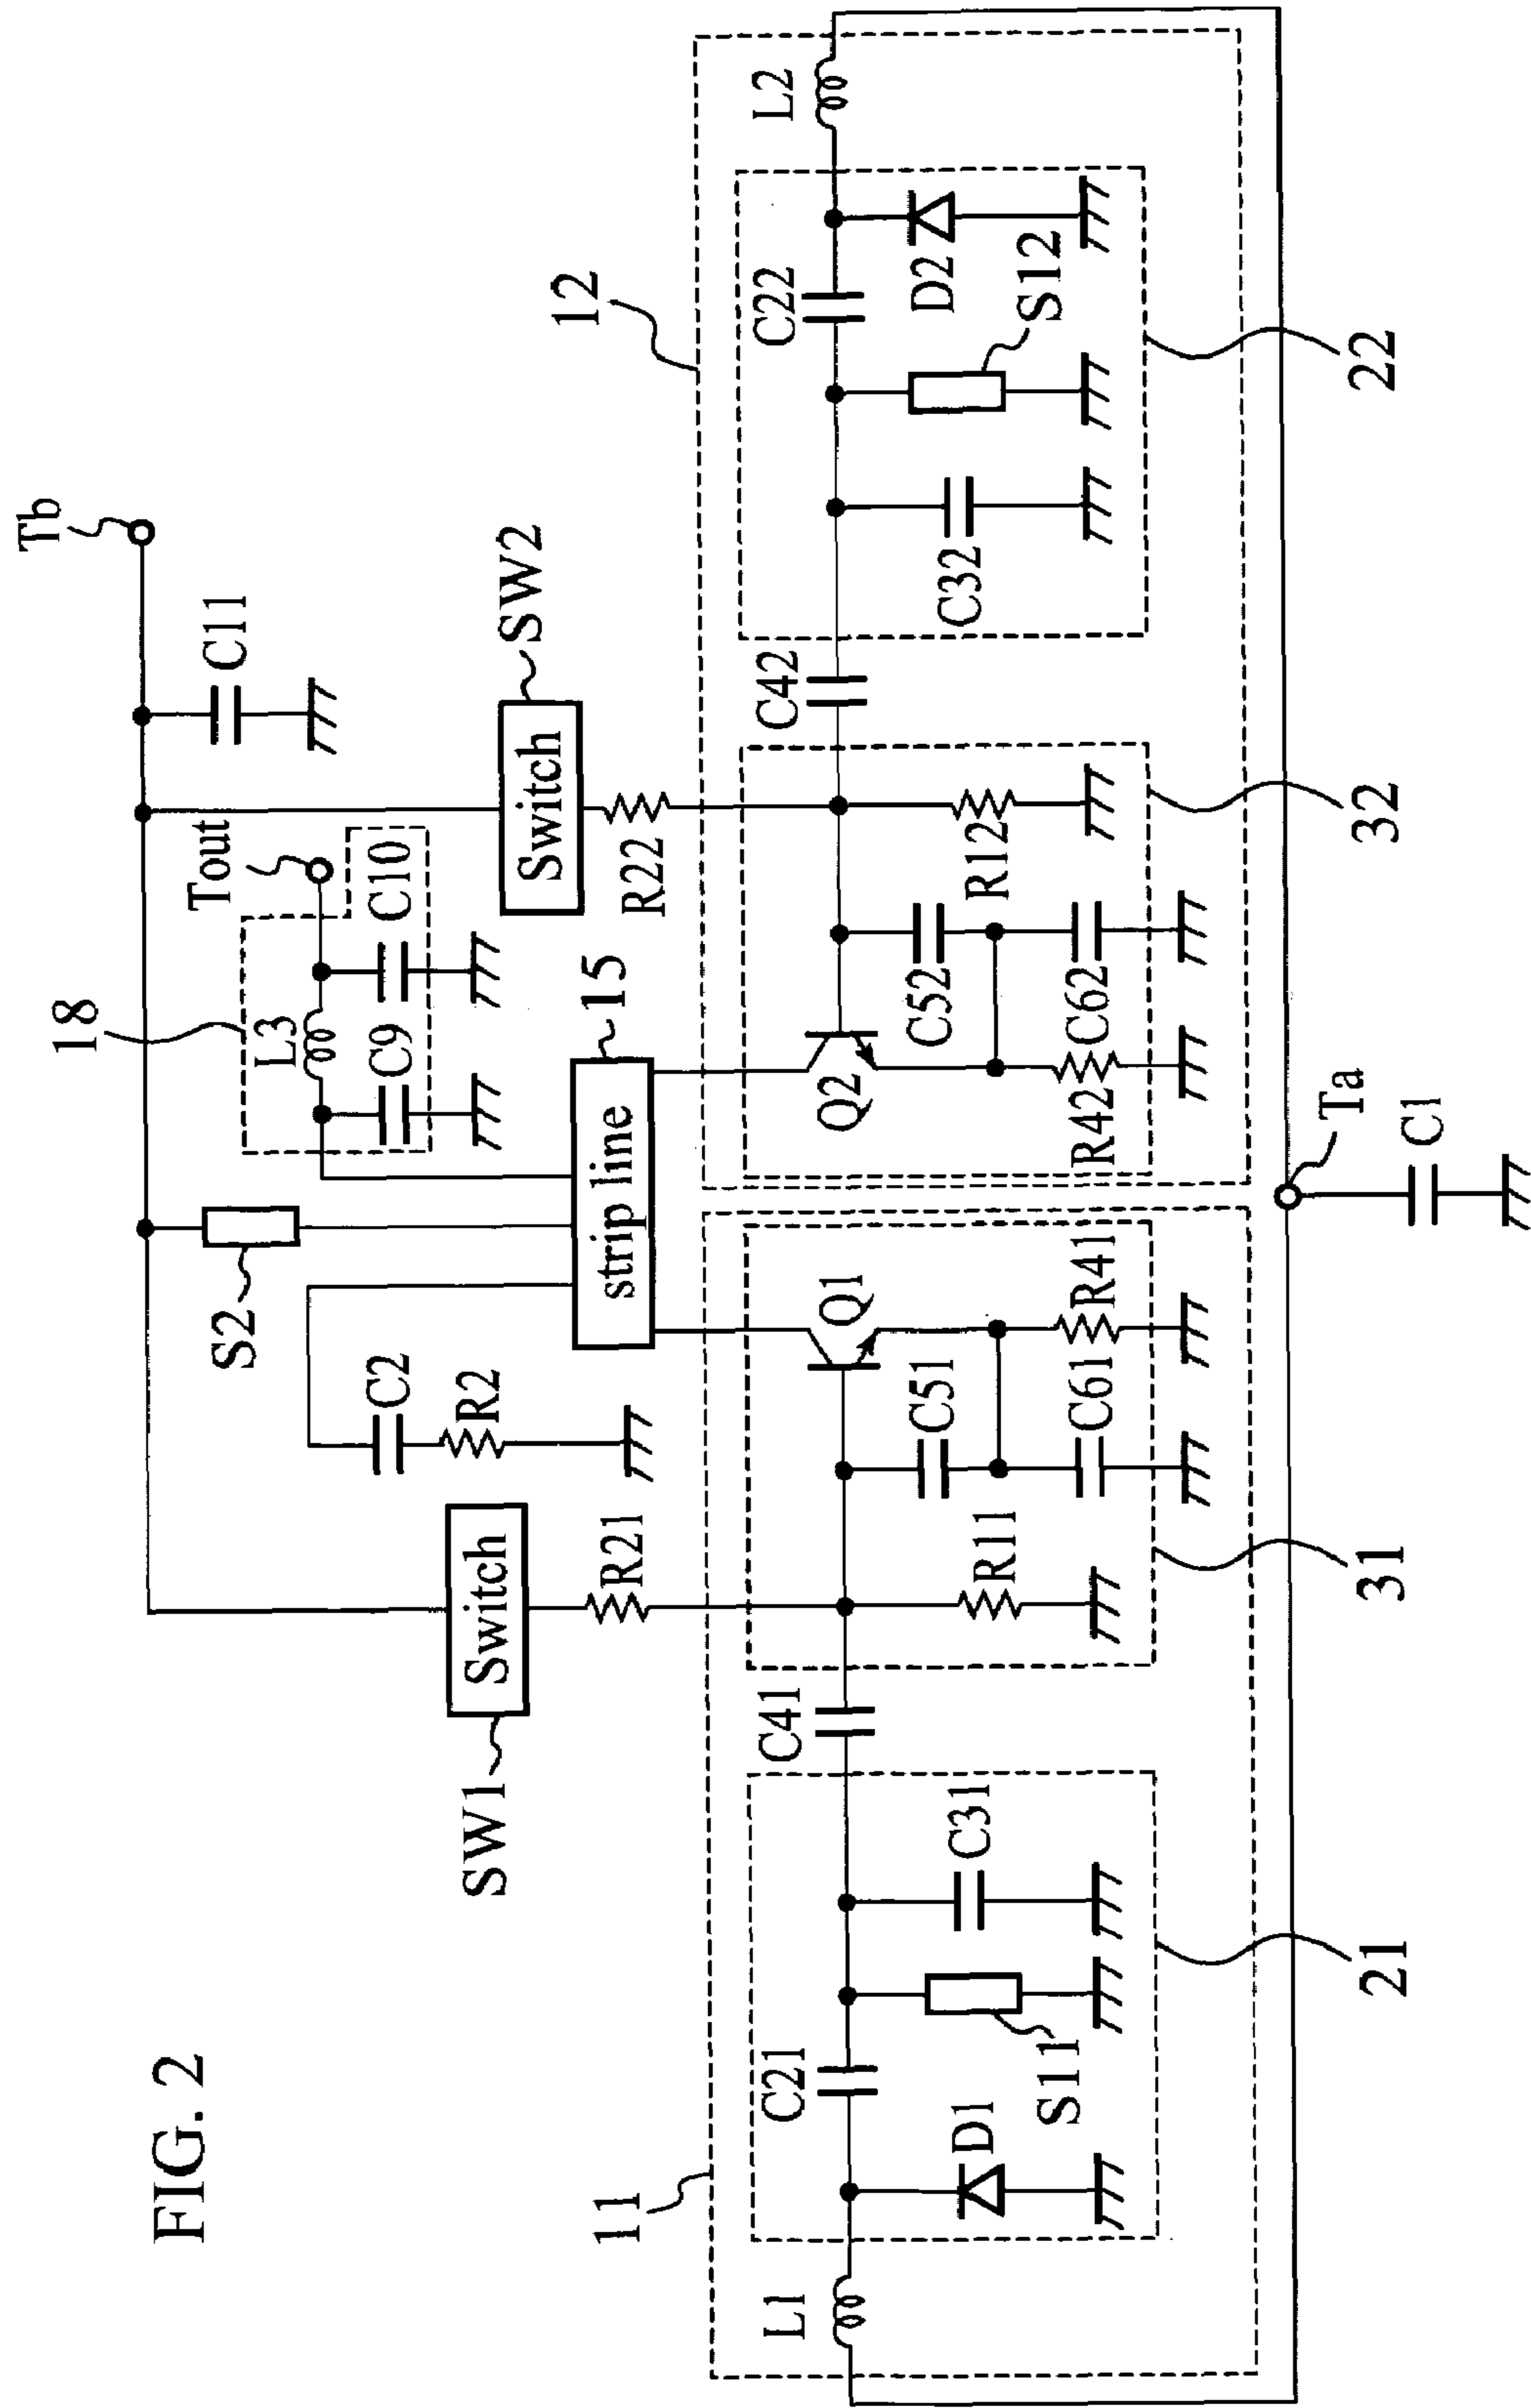 FIG. 2
Tb
C11
Tout
18
L3
C9
C10
S2
C2
R2
15
strip line
SW1
Switch
R21
SW2
Switch
R22
11
12
L1
C21
D1
S11
C31
21
C41
R11
C51
C61
Q1
R41
31
Q2
R42
C52
C62
R12
32
C42
C32
C22
S12
D2
22
L2
Ta
C1